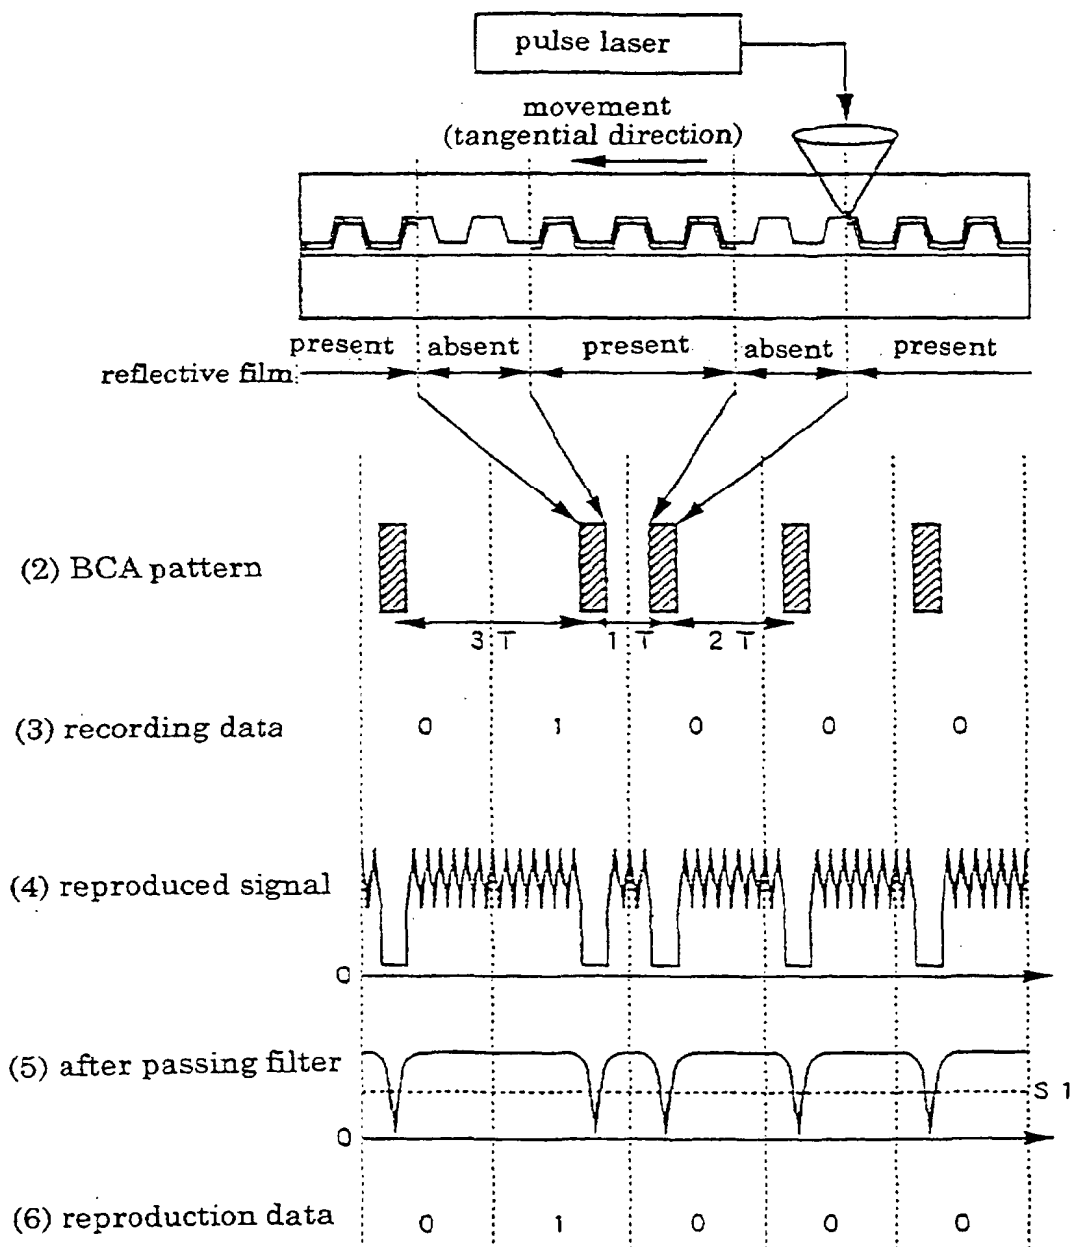 pulse laser
movement
(tangential direction)
present absent present absent present
reflective film
(2) BCA pattern
3 T 1 T 2 T
(3) recording data 0 1 0 0 0
(4) reproduced signal
0
(5) after passing filter
S 1
0
(6) reproduction data 0 1 0 0 0